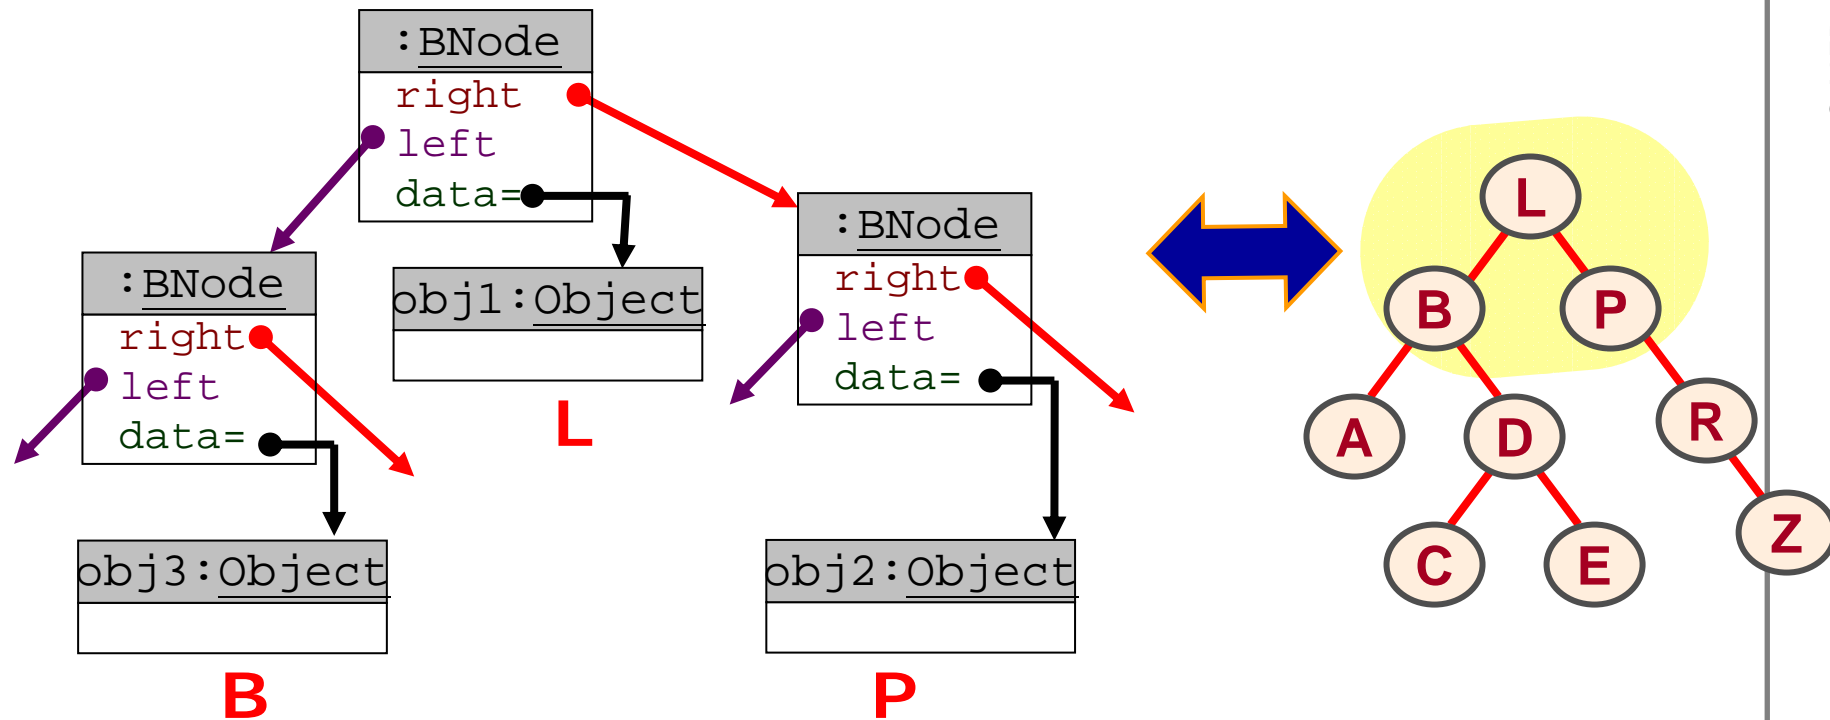 :BNode
right
left
data=
:BNode
right
left
data=
obj1:Object
L
:BNode
right
left
data=
obj3:Object
B
obj2:Object
P
L
B P
A D R
C E Z